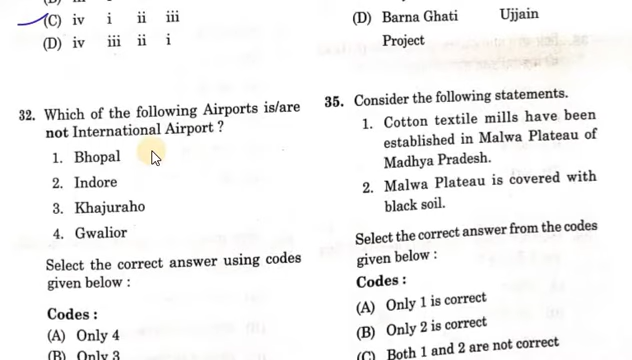 (C) iv i ii iii
(D) iv iii ii i
32. Which of the following Airports is/are
not International Airport ?
1. Bhopal
2. Indore
3. Khajuraho
4. Gwalior
Select the correct answer using codes
given below :
Codes :
(A) Only 4
(B) Only 3
(D) Barna Ghati Ujjain
Project
35. Consider the following statements.
1. Cotton textile mills have been
established in Malwa Plateau of
Madhya Pradesh.
2. Malwa Plateau is covered with
black soil.
Select the correct answer from the codes
given below :
Codes :
(A) Only 1 is correct
(B) Only 2 is correct
(C) Both 1 and 2 are not correct